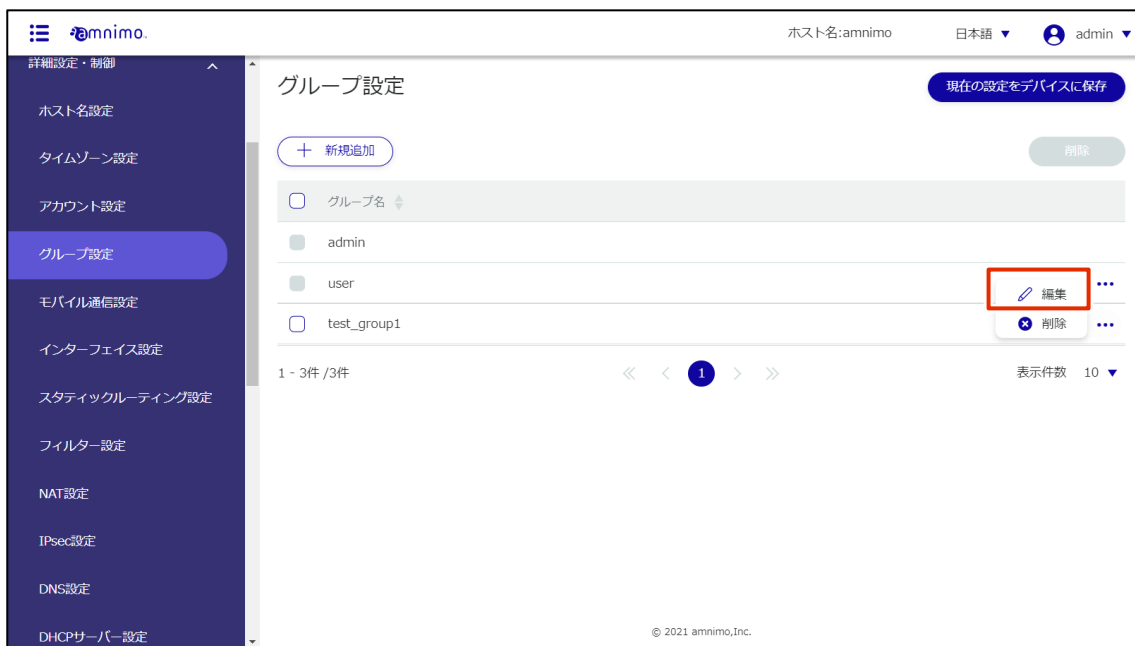 amnimo.
ホスト名:amnimo
日本語 ▼
admin ▼
詳細設定・制御
ホスト名設定
タイムゾーン設定
アカウント設定
グループ設定
モバイル通信設定
インターフェイス設定
スタティックルーティング設定
フィルター設定
NAT設定
IPsec設定
DNS設定
DHCPサーバー設定
グループ設定
現在の設定をデバイスに保存
＋ 新規追加
削除
グループ名
admin
user
編集
test_group1
削除
1 - 3件 /3件
1
表示件数 10 ▼
© 2021 amnimo,Inc.